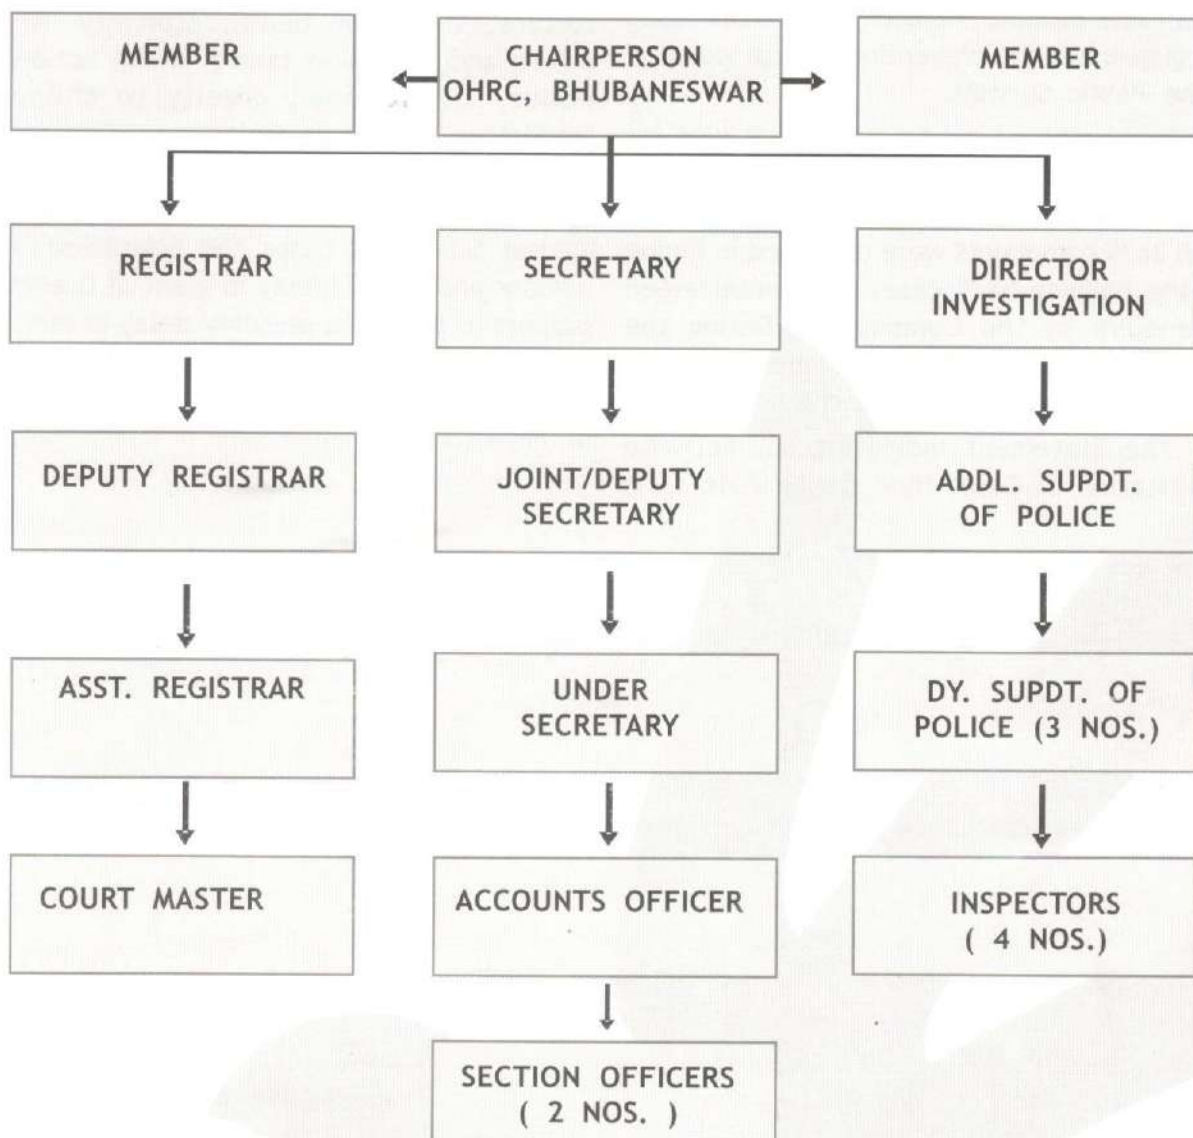 MEMBER
CHAIRPERSON
OHRC, BHUBANESWAR
MEMBER
REGISTRAR
SECRETARY
DIRECTOR
INVESTIGATION
DEPUTY REGISTRAR
JOINT/DEPUTY
SECRETARY
ADDL. SUPDT.
OF POLICE
ASST. REGISTRAR
UNDER
SECRETARY
DY. SUPDT. OF
POLICE (3 NOS.)
COURT MASTER
ACCOUNTS OFFICER
INSPECTORS
( 4 NOS.)
SECTION OFFICERS
( 2 NOS. )